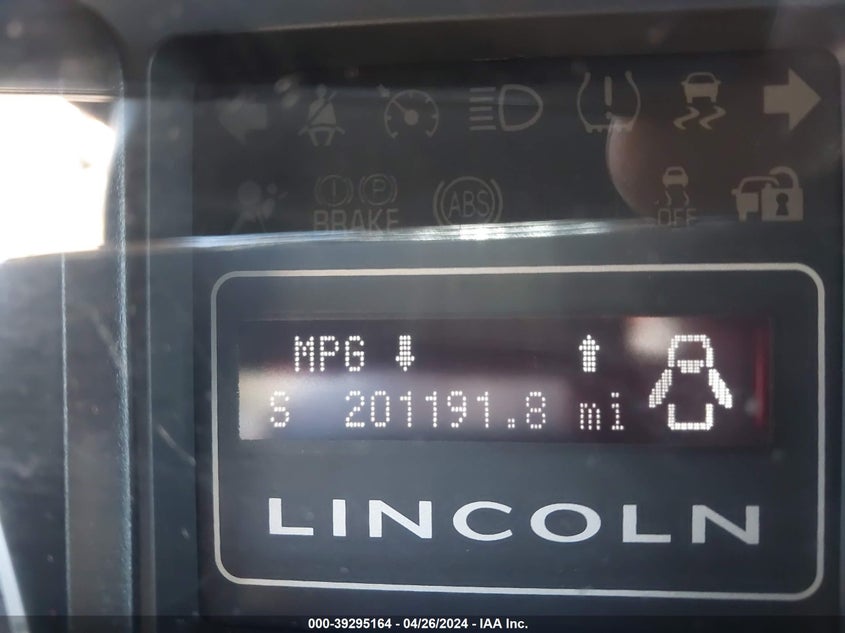 BRAKE
ABS
OFF
MPG
S 201191.8 mi
LINCOLN
000-39295164 - 04/26/2024 - IAA Inc.